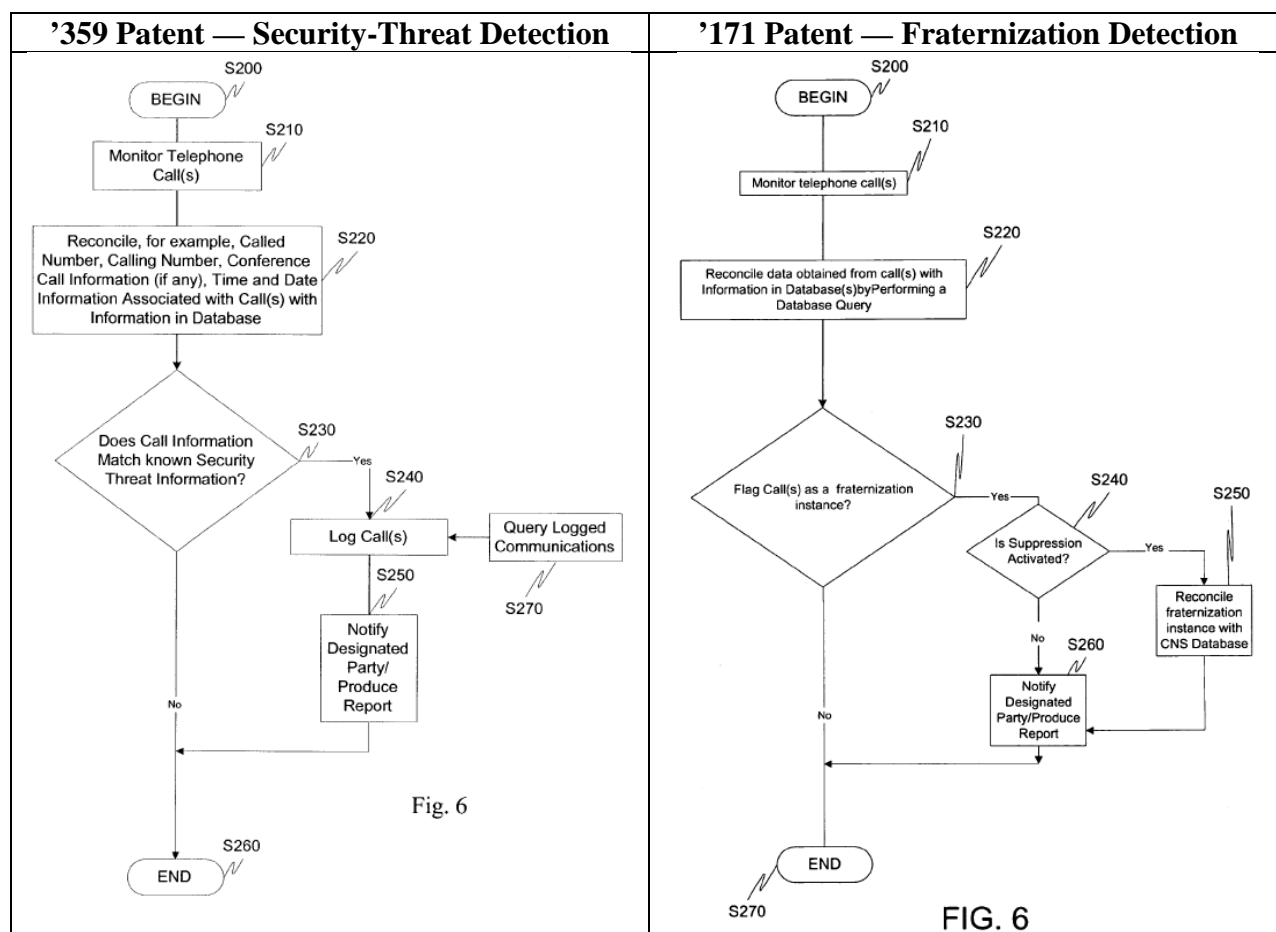 ’359 Patent — Security-Threat Detection
S200
BEGIN
S210
Monitor Telephone
Call(s)
S220
Reconcile, for example, Called
Number, Calling Number, Conference
Call Information (if any), Time and Date
Information Associated with Call(s) with
Information in Database
S230
Does Call Information
Match known Security
Threat Information?
Yes
S240
Log Call(s)
Query Logged
Communications
S270
S250
Notify
Designated
Party/
Produce
Report
No
Fig. 6
S260
END
’171 Patent — Fraternization Detection
S200
BEGIN
S210
Monitor telephone call(s)
S220
Reconcile data obtained from call(s) with
Information in Database(s)byPerforming a
Database Query
S230
Flag Call(s) as a fraternization
instance?
Yes
S240
Is Suppression
Activated?
Yes
S250
Reconcile
fraternization
instance with
CNS Database
No
S260
Notify
Designated
Party/Produce
Report
No
END
S270
FIG. 6